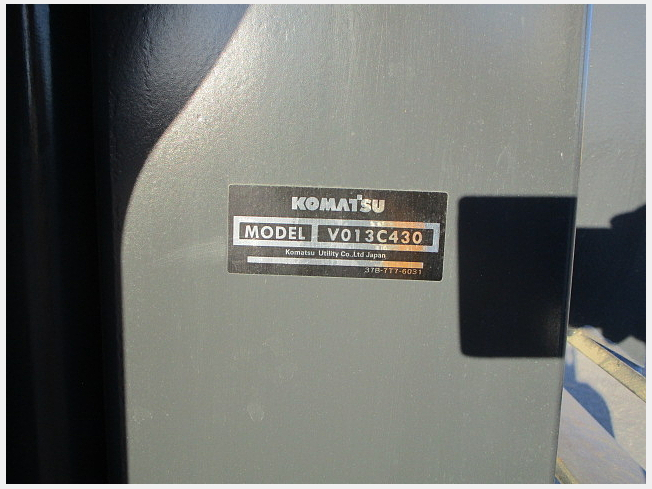 KOMATSU
MODEL V013C430
Komatsu Utility Co.,Ltd Japan
37B-7T7-6031